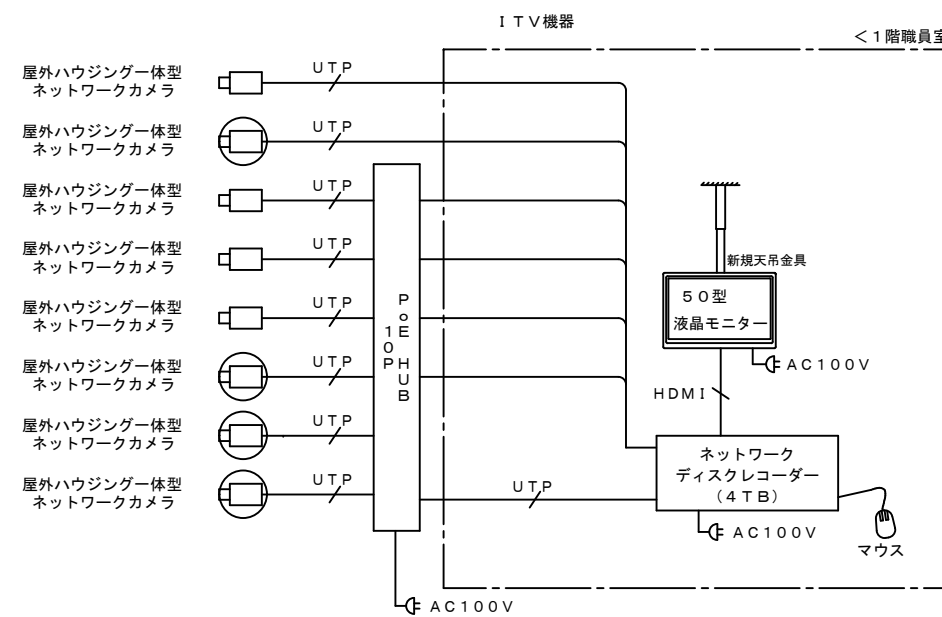 ＩＴＶ機器
＜１階職員室
屋外ハウジング一体型
ネットワークカメラ
ＵＴＰ
屋外ハウジング一体型
ネットワークカメラ
ＵＴＰ
屋外ハウジング一体型
ネットワークカメラ
ＵＴＰ
屋外ハウジング一体型
ネットワークカメラ
ＵＴＰ
屋外ハウジング一体型
ネットワークカメラ
ＵＴＰ
屋外ハウジング一体型
ネットワークカメラ
ＵＴＰ
屋外ハウジング一体型
ネットワークカメラ
ＵＴＰ
屋外ハウジング一体型
ネットワークカメラ
ＵＴＰ
ＰｏＥ ＨＵＢ
１０Ｐ
ＡＣ１００Ｖ
新規天吊金具
５０型
液晶モニター
ＡＣ１００Ｖ
ＨＤＭＩ
ネットワーク
ディスクレコーダー
（４ＴＢ）
ＵＴＰ
ＡＣ１００Ｖ
マウス